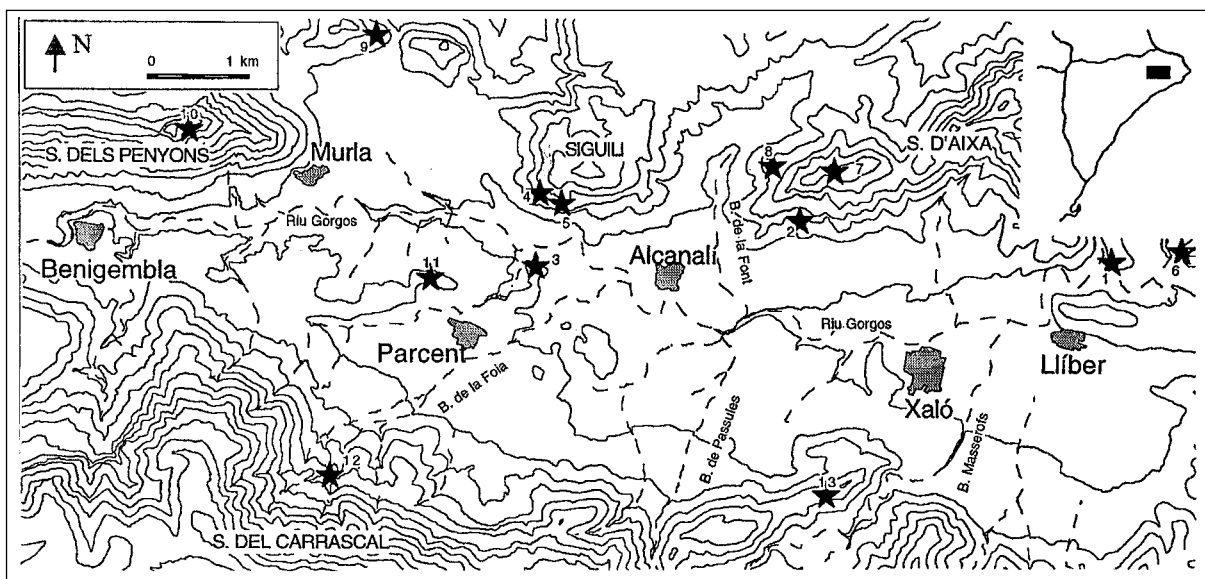 N
0 1 km
9
10
S. DELS PENYONS
Murla
SIGUILI
S. D'AIXA
8
7
4
5
2
Riu Gorgos
B. de la Font
Benigembla
11
3
Alçanalí
1
6
Parcent
Riu Gorgos
Llíber
B. de la Foia
Xaló
B. de Passules
B. Masserofs
12
13
S. DEL CARRASCAL